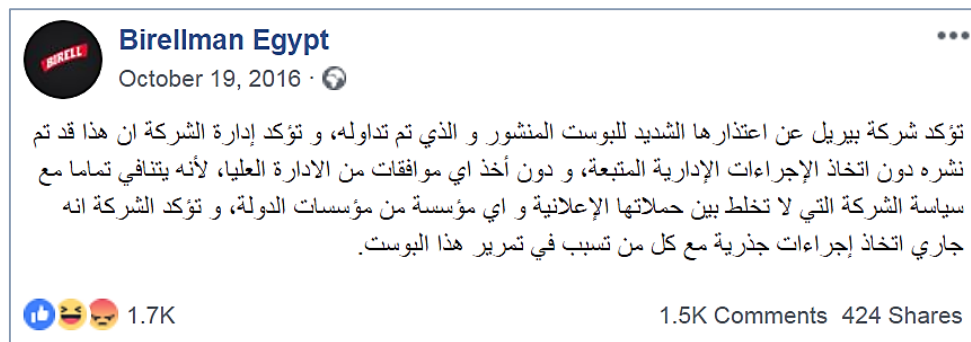 BIRELL
Birellman Egypt
October 19, 2016 ·
تؤكد شركة بيريل عن اعتذارها الشديد للبوست المنشور و الذي تم تداوله، و تؤكد إدارة الشركة ان هذا قد تم
نشره دون اتخاذ الإجراءات الإدارية المتبعة، و دون أخذ اي موافقات من الادارة العليا، لأنه يتنافي تماما مع
سياسة الشركة التي لا تخلط بين حملاتها الإعلانية و اي مؤسسة من مؤسسات الدولة، و تؤكد الشركة انه
جاري اتخاذ إجراءات جذرية مع كل من تسبب في تمرير هذا البوست.
1.7K 1.5K Comments 424 Shares